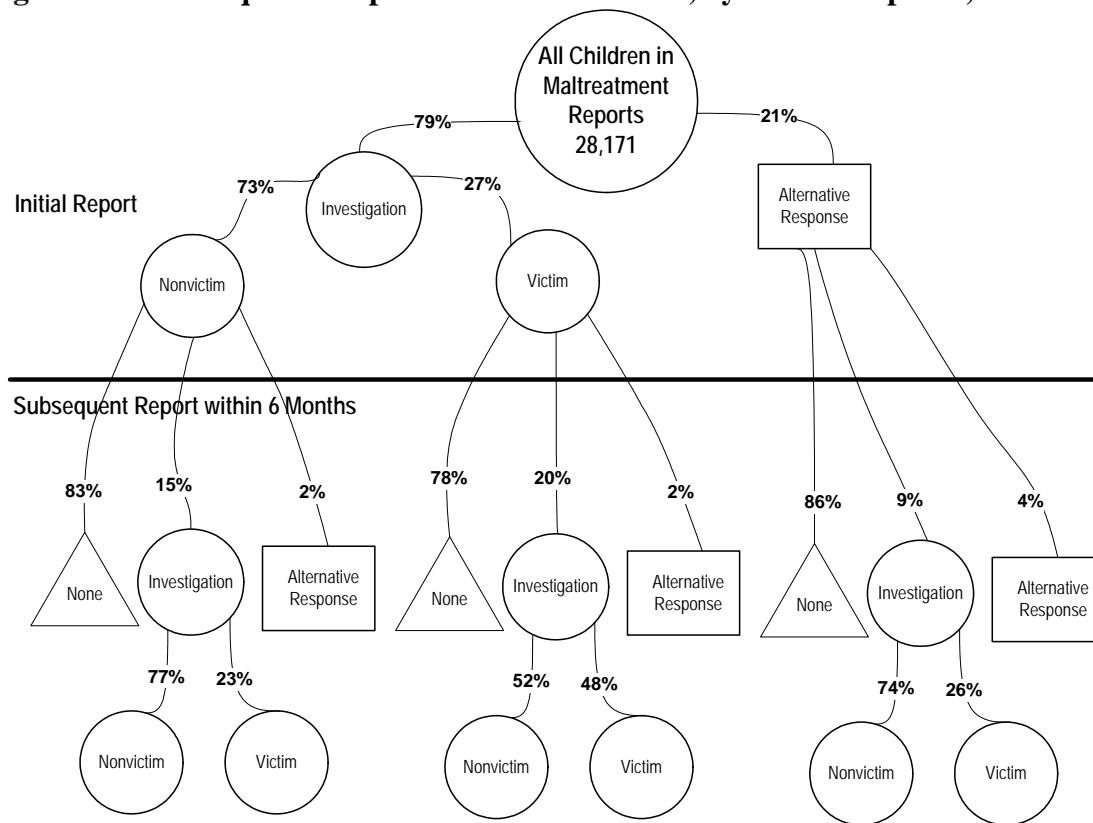 All Children in
Maltreatment
Reports
28,171
79%
21%
Initial Report
73%
Investigation
27%
Alternative
Response
Nonvictim
Victim
Subsequent Report within 6 Months
83%
15%
2%
78%
20%
2%
86%
9%
4%
None
Investigation
Alternative
Response
None
Investigation
Alternative
Response
None
Investigation
Alternative
Response
77%
23%
52%
48%
74%
26%
Nonvictim
Victim
Nonvictim
Victim
Nonvictim
Victim